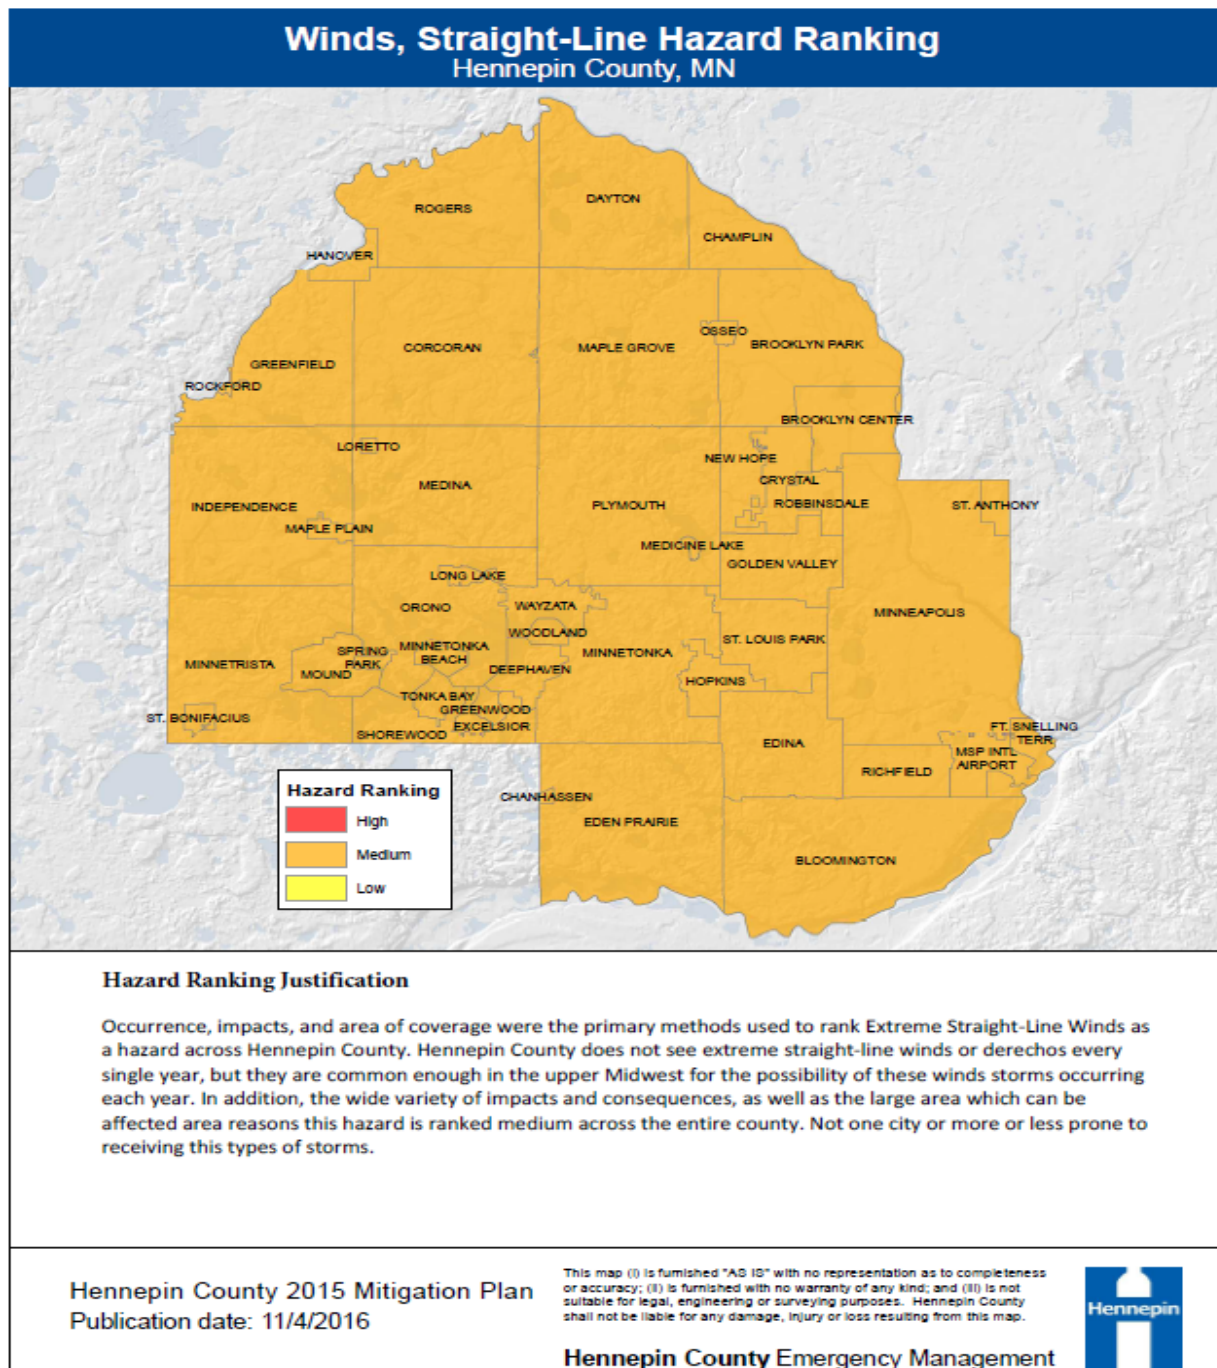 Winds, Straight-Line Hazard Ranking
Hennepin County, MN
DAYTON
ROGERS
CHAMPLIN
HANOVER
OSSEO
BROOKLYN PARK
CORCORAN
MAPLE GROVE
GREENFIELD
ROCKFORD
BROOKLYN CENTER
LORETTO
NEW HOPE
CRYSTAL
MEDINA
INDEPENDENCE
PLYMOUTH
ROBBINSDALE
ST. ANTHONY
MAPLE PLAIN
MEDICINE LAKE
GOLDEN VALLEY
LONG LAKE
ORONO
WAYZATA
MINNEAPOLIS
WOODLAND
ST. LOUIS PARK
MINNETONKA
BEACH
SPRING
PARK
MINNETONKA
MINNETRISTA
MOUND
DEEPHAVEN
HOPKINS
TONKA BAY
GREENWOOD
ST. BONIFACIUS
EXCELSIOR
SHOREWOOD
FT. SNELLING
TERR.
EDINA
MSP INTL
AIRPORT
RICHFIELD
CHANHASSEN
EDEN PRAIRIE
BLOOMINGTON
Hazard Ranking
High
Medium
Low
Hazard Ranking Justification
Occurrence, impacts, and area of coverage were the primary methods used to rank Extreme Straight-Line Winds as
a hazard across Hennepin County. Hennepin County does not see extreme straight-line winds or derechos every
single year, but they are common enough in the upper Midwest for the possibility of these winds storms occurring
each year. In addition, the wide variety of impacts and consequences, as well as the large area which can be
affected area reasons this hazard is ranked medium across the entire county. Not one city or more or less prone to
receiving this types of storms.
Hennepin County 2015 Mitigation Plan
Publication date: 11/4/2016
This map (i) is furnished "AS IS" with no representation as to completeness
or accuracy; (ii) is furnished with no warranty of any kind; and (iii) is not
suitable for legal, engineering or surveying purposes. Hennepin County
shall not be liable for any damage, injury or loss resulting from this map.
Hennepin County Emergency Management
Hennepin